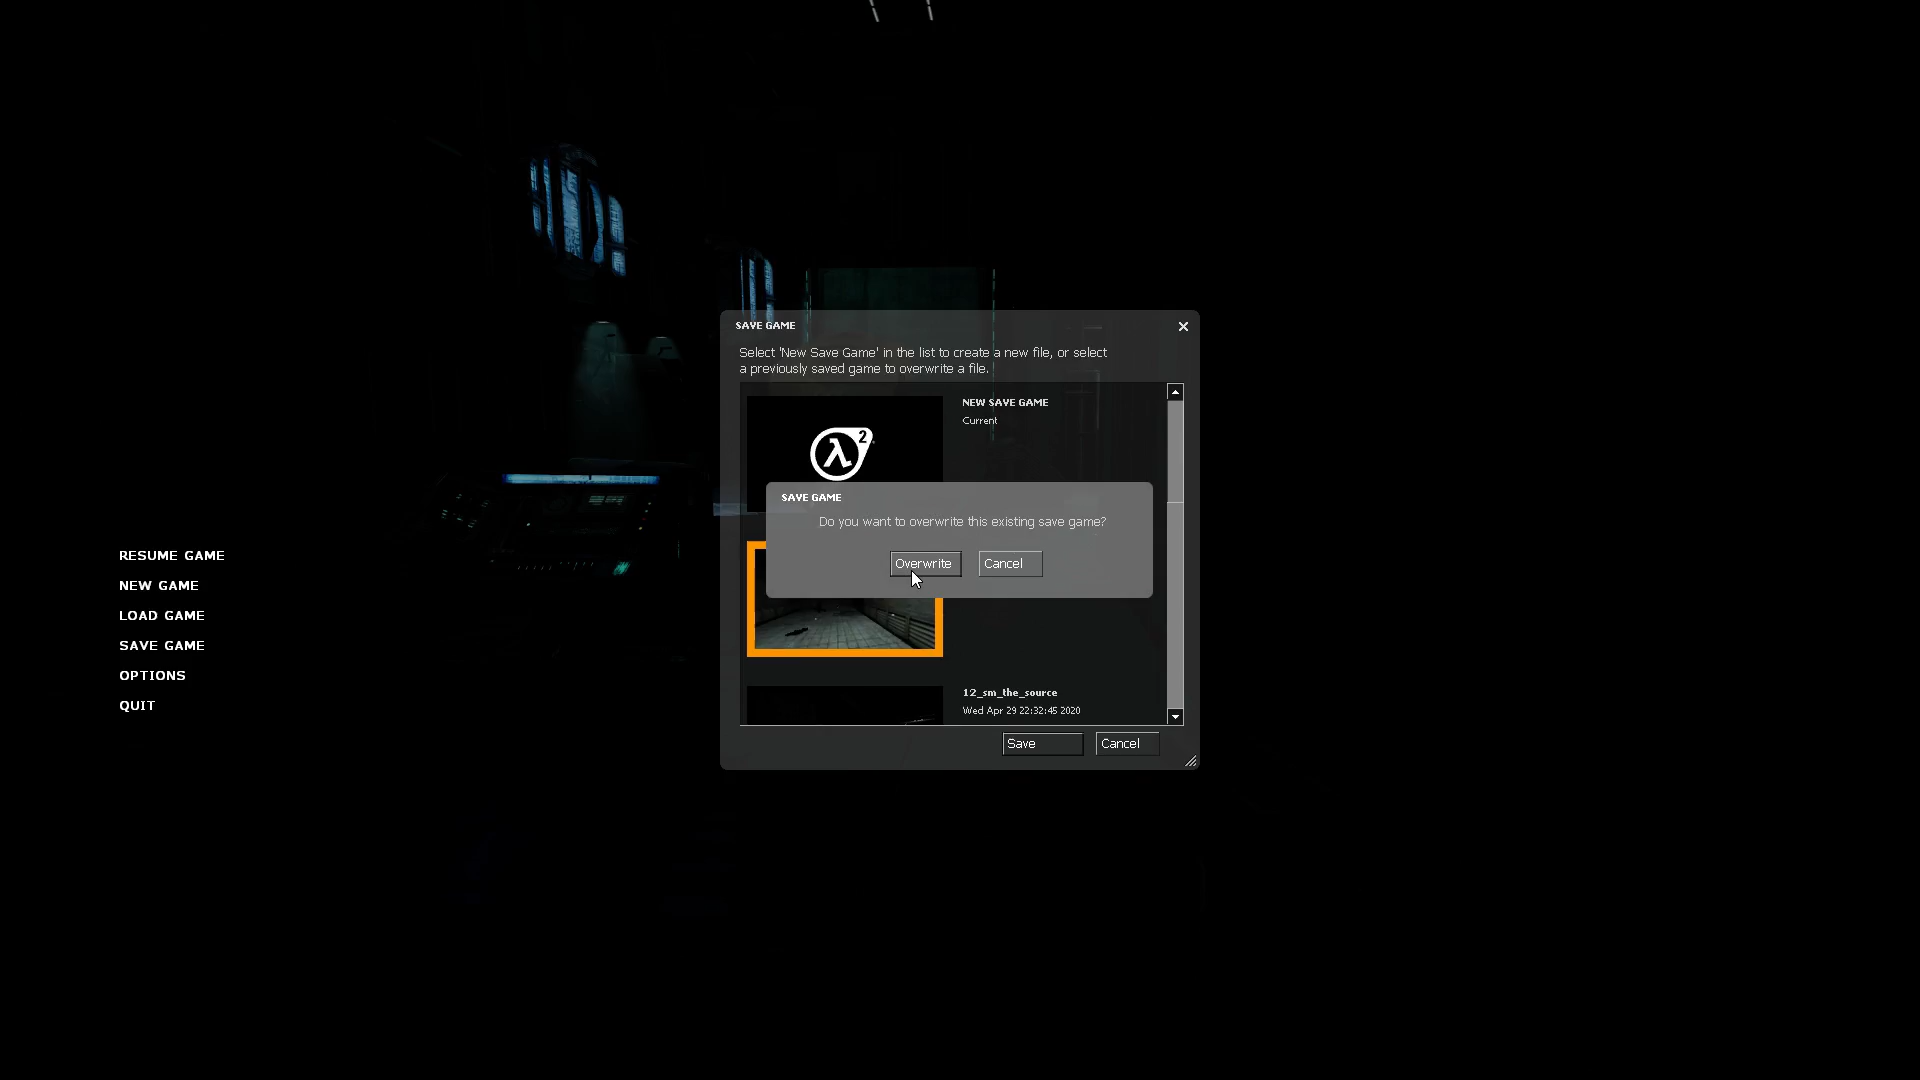 SAVE GAME
Select 'New Save Game' in the list to create a new file, or select
a previously saved game to overwrite a file.
λ2
NEW SAVE GAME
Current
SAVE GAME
Do you want to overwrite this existing save game?
Overwrite
Cancel
12_sm_the_source
Wed Apr 29 22:32:45 2020
Save
Cancel
RESUME GAME
NEW GAME
LOAD GAME
SAVE GAME
OPTIONS
QUIT